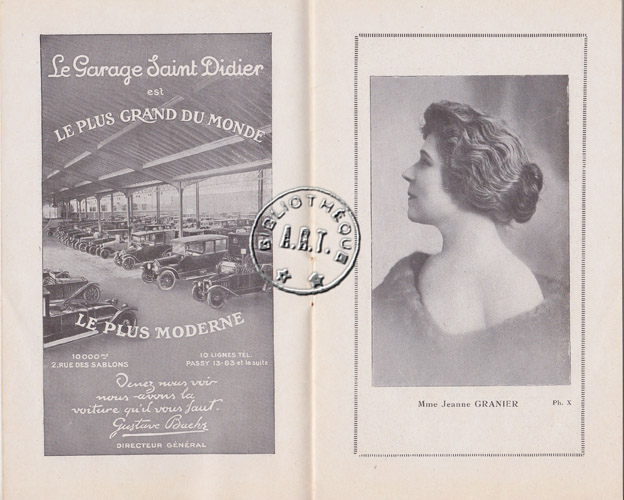 Le Garage Saint Didier
est
LE PLUS GRAND DU MONDE
LE PLUS MODERNE
10000
2, RUE DES SABLONS
10 LIGNES TEL.
PASSY 13-63 et la suite
Venez nous voir
nous avons la
voiture qu'il vous faut.
Gustave
DIRECTEUR GÉNÉRAL
BIBLIOTHÈQUE
A.R.T.
Mme Jeanne GRANIER
Ph. X